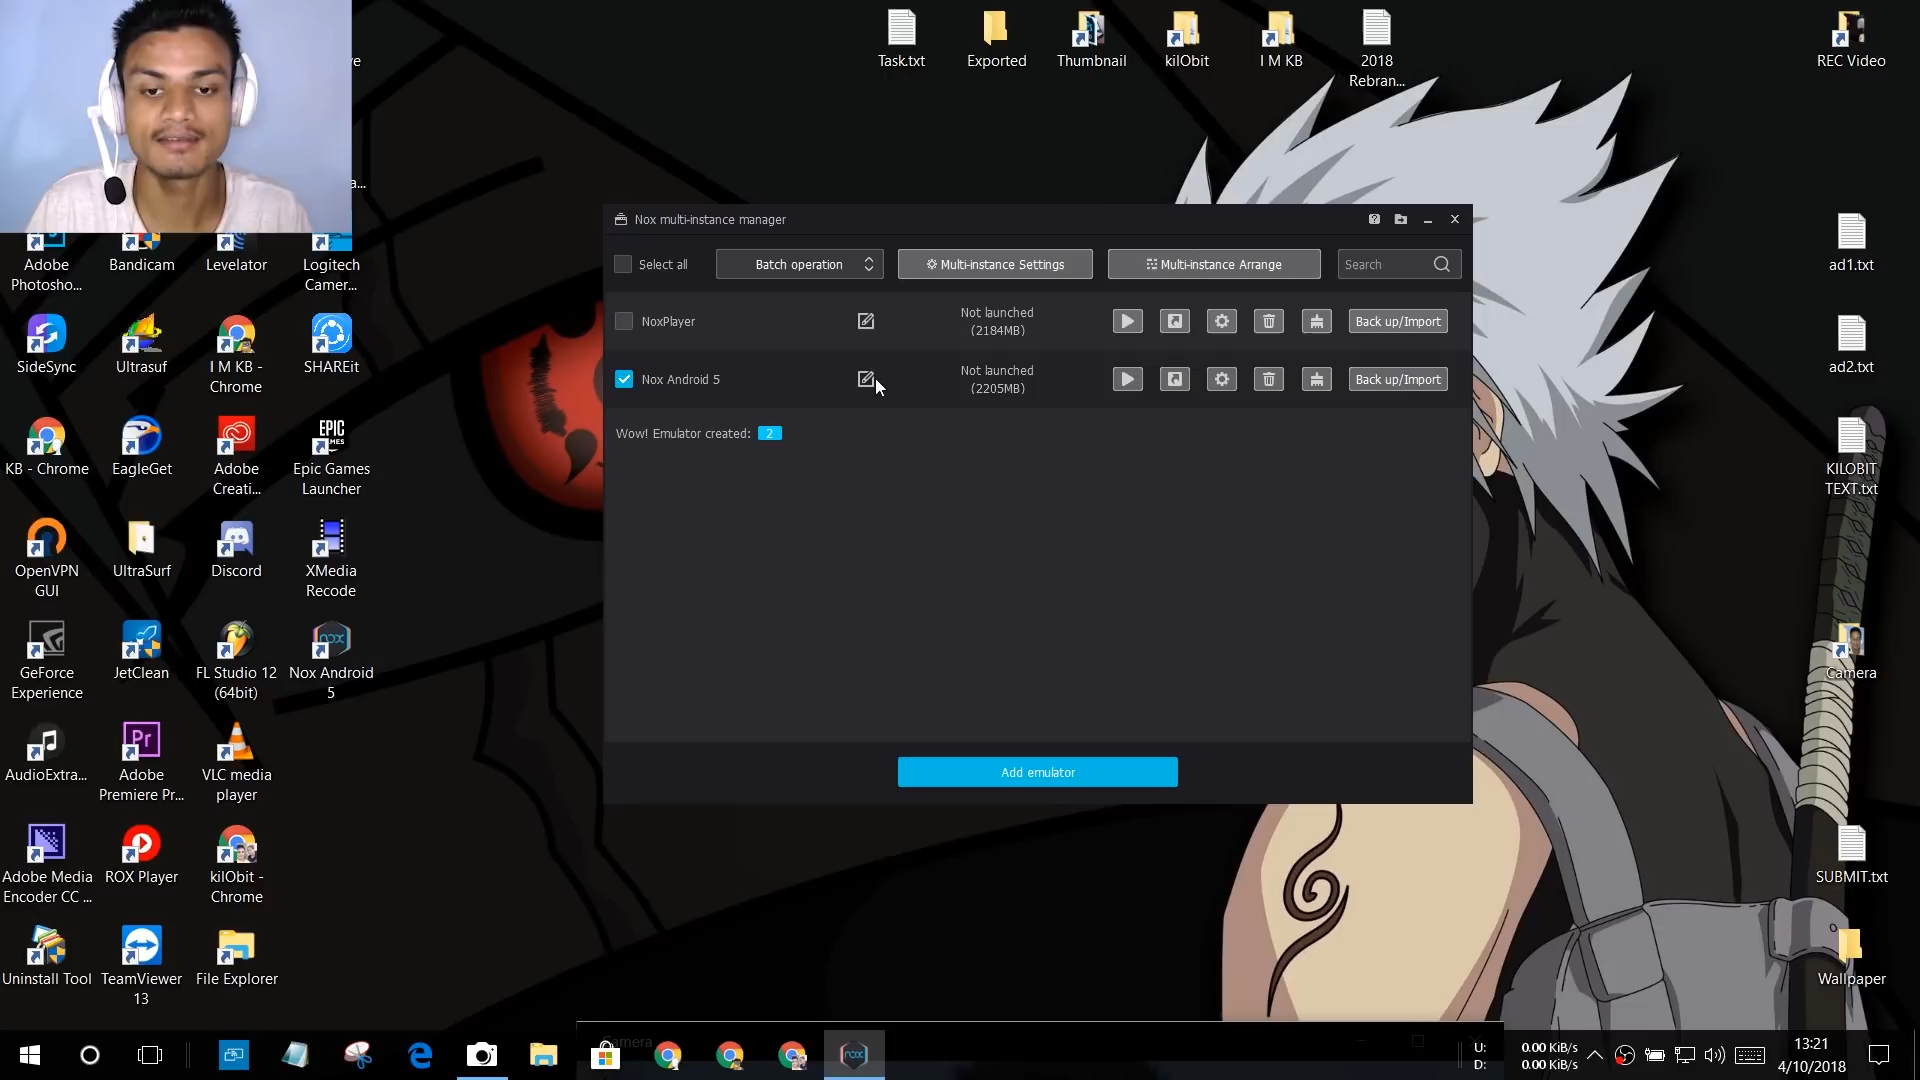 Task.txt
Exported
Thumbnail
kilObit
I M KB
2018
Rebran...
REC Video
ve
a...
Adobe
Photosho...
Bandicam
Levelator
Logitech
Camer...
SideSync
Ultrasuf
I M KB -
Chrome
SHAREit
KB - Chrome
EagleGet
Adobe
Creati...
EPIC
GAMES
Epic Games
Launcher
OpenVPN
GUI
UltraSurf
Discord
XMedia
Recode
GeForce
Experience
JetClean
FL Studio 12
(64bit)
nox
Nox Android
5
AudioExtra...
Pr
Adobe
Premiere Pr...
VLC media
player
Adobe Media
Encoder CC ...
ROX Player
kilObit -
Chrome
Uninstall Tool
TeamViewer
13
File Explorer
Nox multi-instance manager
Select all
Batch operation
Multi-instance Settings
Multi-instance Arrange
Search
NoxPlayer
Not launched
(2184MB)
Back up/Import
Nox Android 5
Not launched
(2205MB)
Back up/Import
Wow! Emulator created: 2
Add emulator
ad1.txt
ad2.txt
KILOBIT
TEXT.txt
Camera
SUBMIT.txt
Wallpaper
Camera
nox
U: 0.00 KiB/s
D: 0.00 KiB/s
13:21
4/10/2018